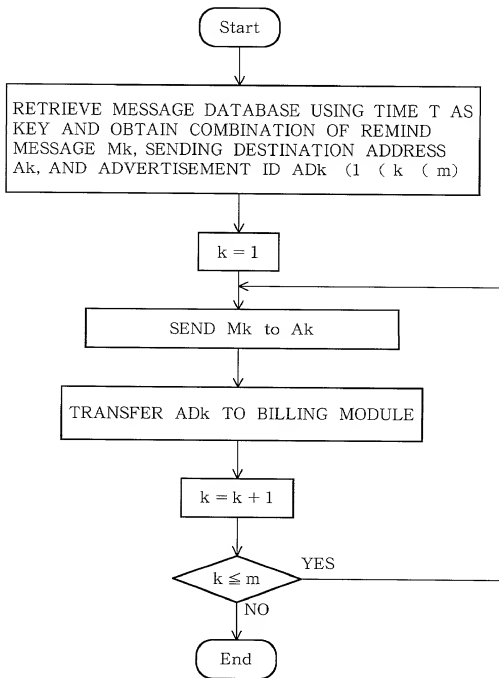 Start
RETRIEVE MESSAGE DATABASE USING TIME T AS
KEY AND OBTAIN COMBINATION OF REMIND
MESSAGE Mk, SENDING DESTINATION ADDRESS
Ak, AND ADVERTISEMENT ID ADk (1 ( k ( m)
k = 1
SEND Mk to Ak
TRANSFER ADk TO BILLING MODULE
k = k + 1
k ≦ m
YES
NO
End